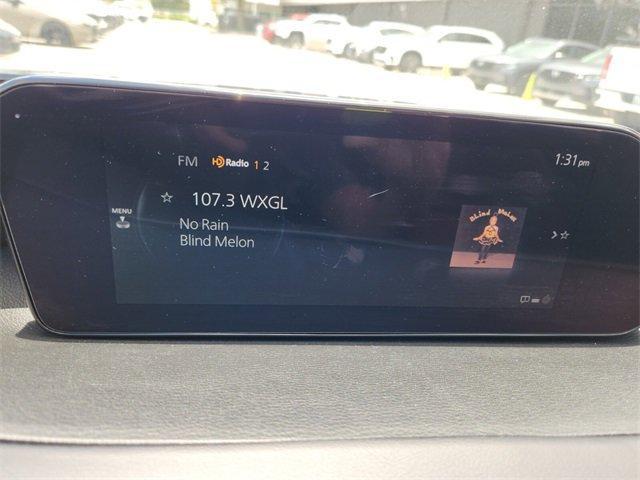 FM HD Radio 1 2
1:31pm
107.3 WXGL
MENU
No Rain
Blind Melon
Blind Melon